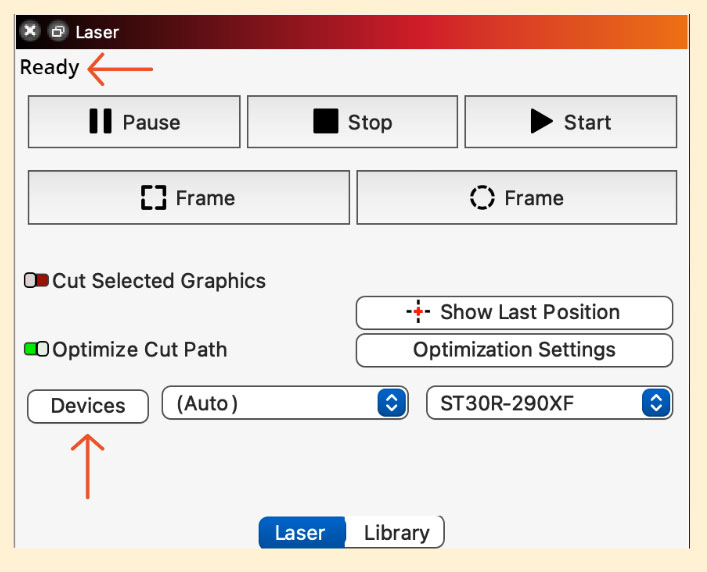 Laser
Ready
Pause Stop Start
Frame Frame
Cut Selected Graphics
Show Last Position
Optimize Cut Path Optimization Settings
Devices (Auto) ST30R-290XF
Laser Library